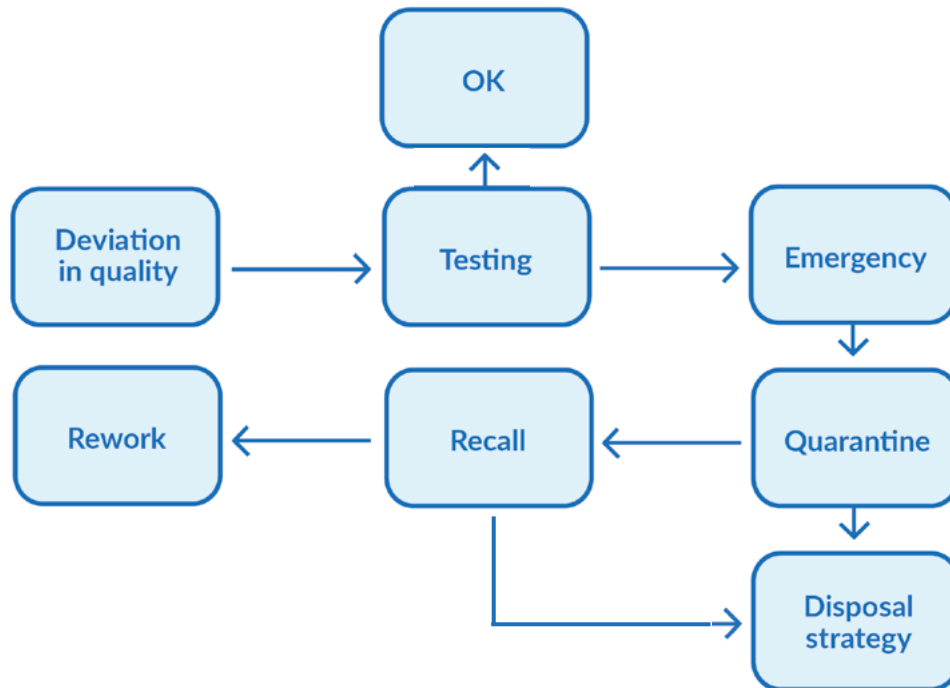 OK
Deviation
in quality
Testing
Emergency
Rework
Recall
Quarantine
Disposal
strategy